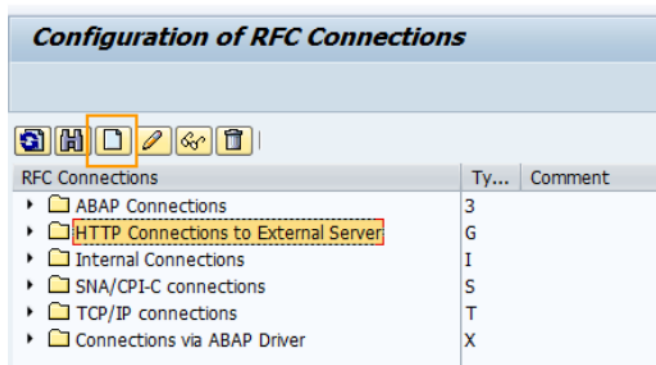 Configuration of RFC Connections
RFC Connections Ty... Comment
ABAP Connections 3
HTTP Connections to External Server G
Internal Connections I
SNA/CPI-C connections S
TCP/IP connections T
Connections via ABAP Driver X